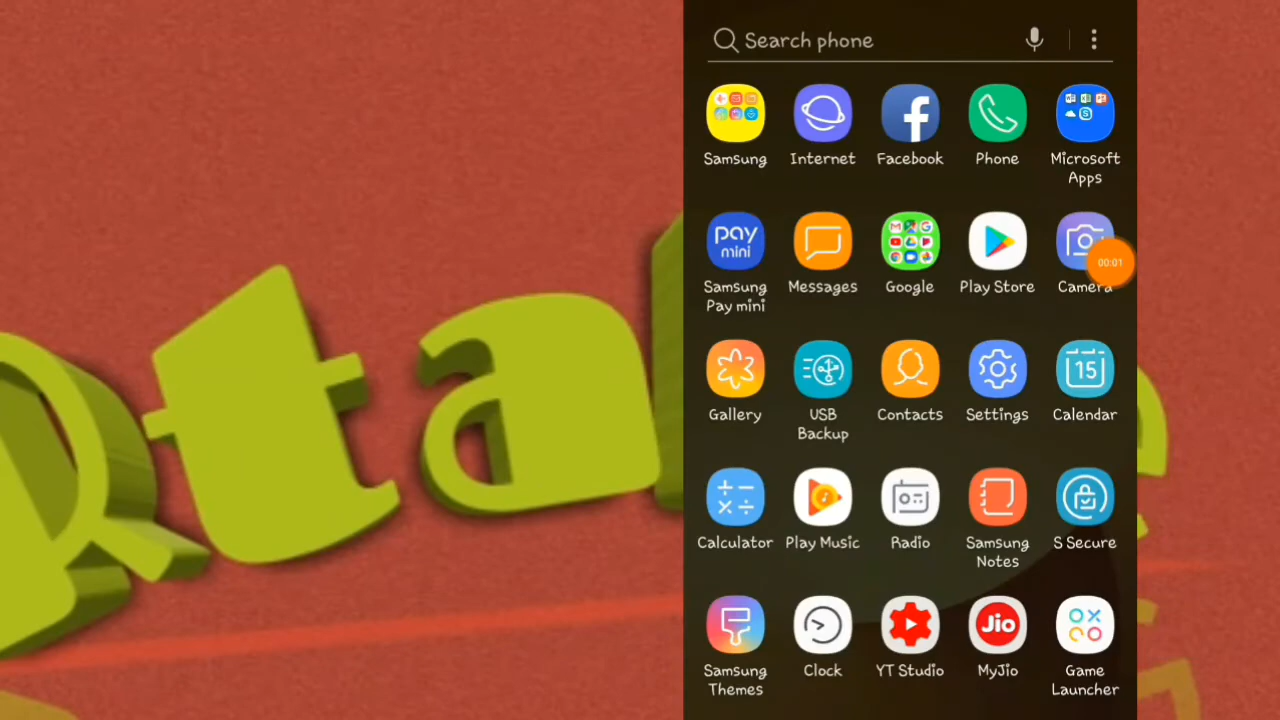 Qta
Search phone
Samsung Internet Facebook Phone Microsoft Apps
pay mini
00:01
Samsung Pay mini Messages Google Play Store Camera
15
Gallery USB Backup Contacts Settings Calendar
Calculator Play Music Radio Samsung Notes S Secure
Jio
Samsung Themes Clock YT Studio MyJio Game Launcher